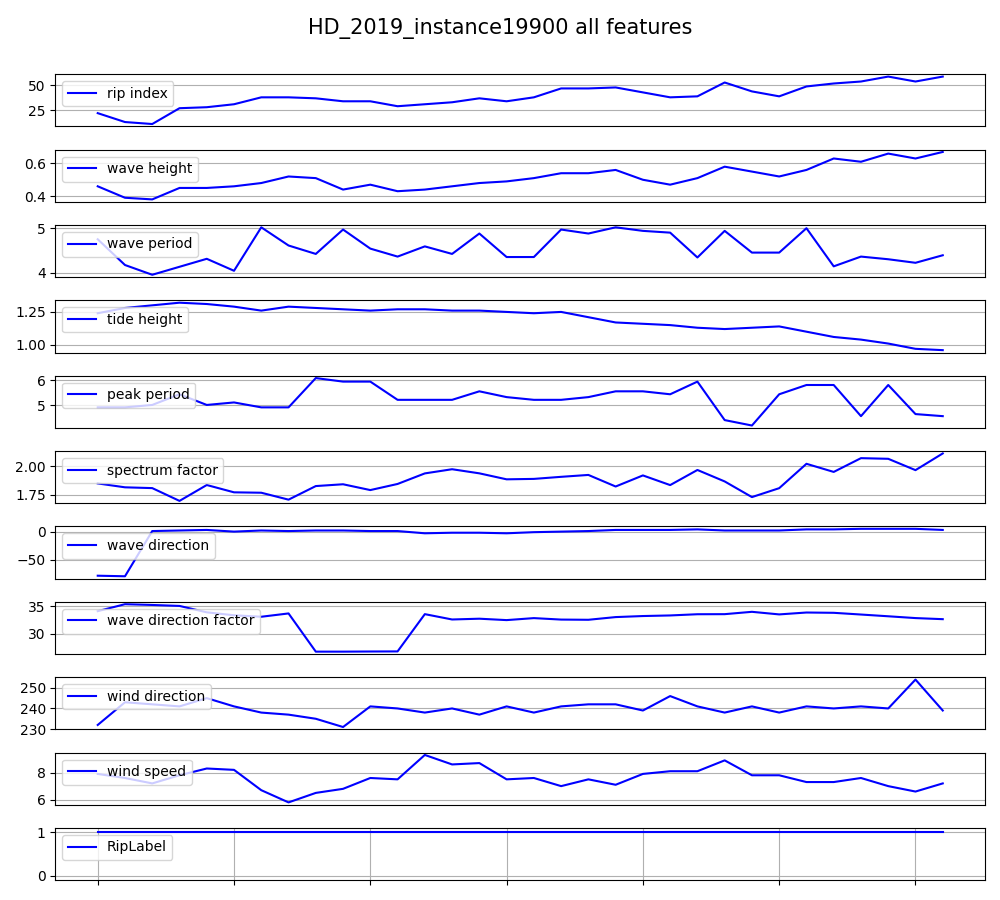 HD_2019_instance19900 all features
50
25
rip index
0.6
0.4
wave height
5
4
wave period
1.25
1.00
tide height
6
5
peak period
2.00
1.75
spectrum factor
0
−50
wave direction
35
30
wave direction factor
250
240
230
wind direction
8
6
wind speed
1
0
RipLabel